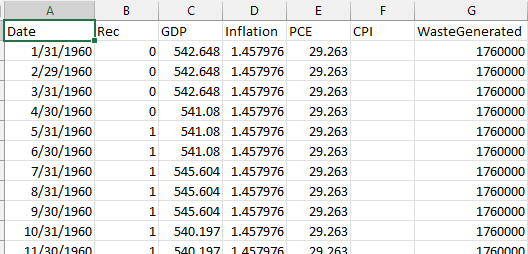 A B C D E F G
Date Rec GDP Inflation PCE CPI WasteGenerated
1/31/1960 0 542.648 1.457976 29.263 1760000
2/29/1960 0 542.648 1.457976 29.263 1760000
3/31/1960 0 542.648 1.457976 29.263 1760000
4/30/1960 0 541.08 1.457976 29.263 1760000
5/31/1960 1 541.08 1.457976 29.263 1760000
6/30/1960 1 541.08 1.457976 29.263 1760000
7/31/1960 1 545.604 1.457976 29.263 1760000
8/31/1960 1 545.604 1.457976 29.263 1760000
9/30/1960 1 545.604 1.457976 29.263 1760000
10/31/1960 1 540.197 1.457976 29.263 1760000
11/30/1960 1 540.197 1.457976 29.263 1760000